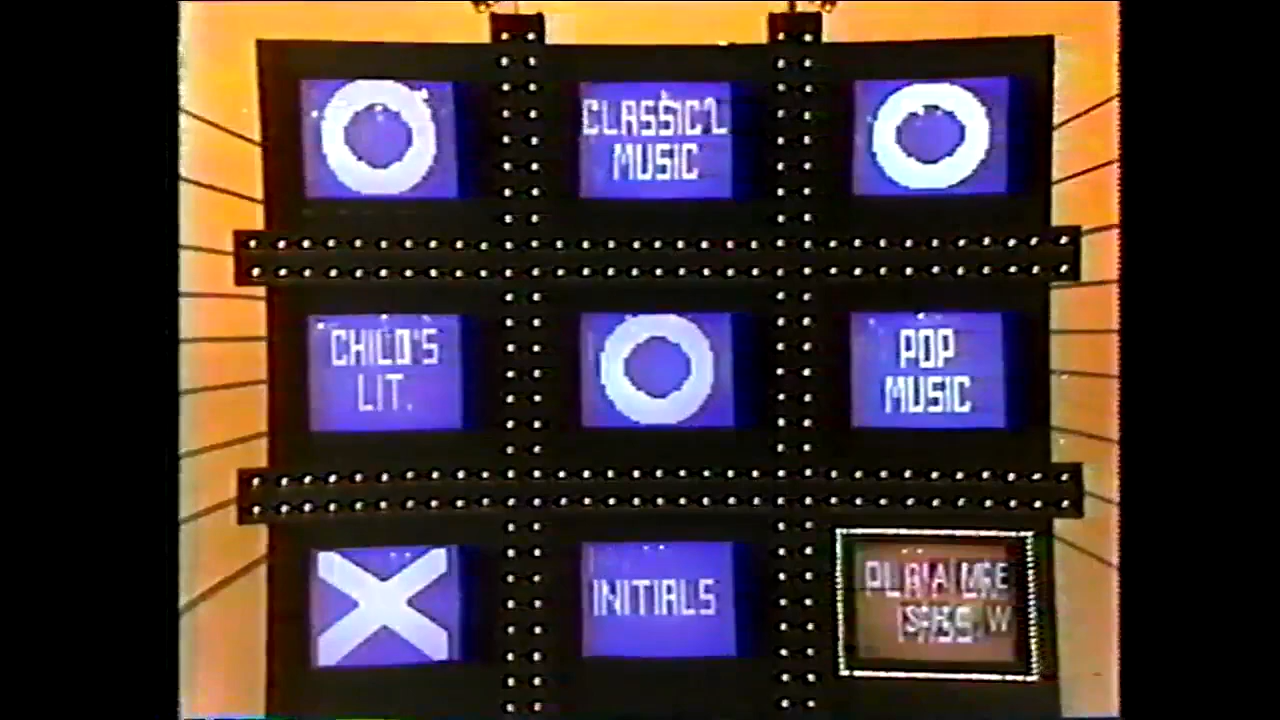 O
CLASSIC'L
MUSIC
O
CHILD'S
LIT.
O
POP
MUSIC
X
INITIALS